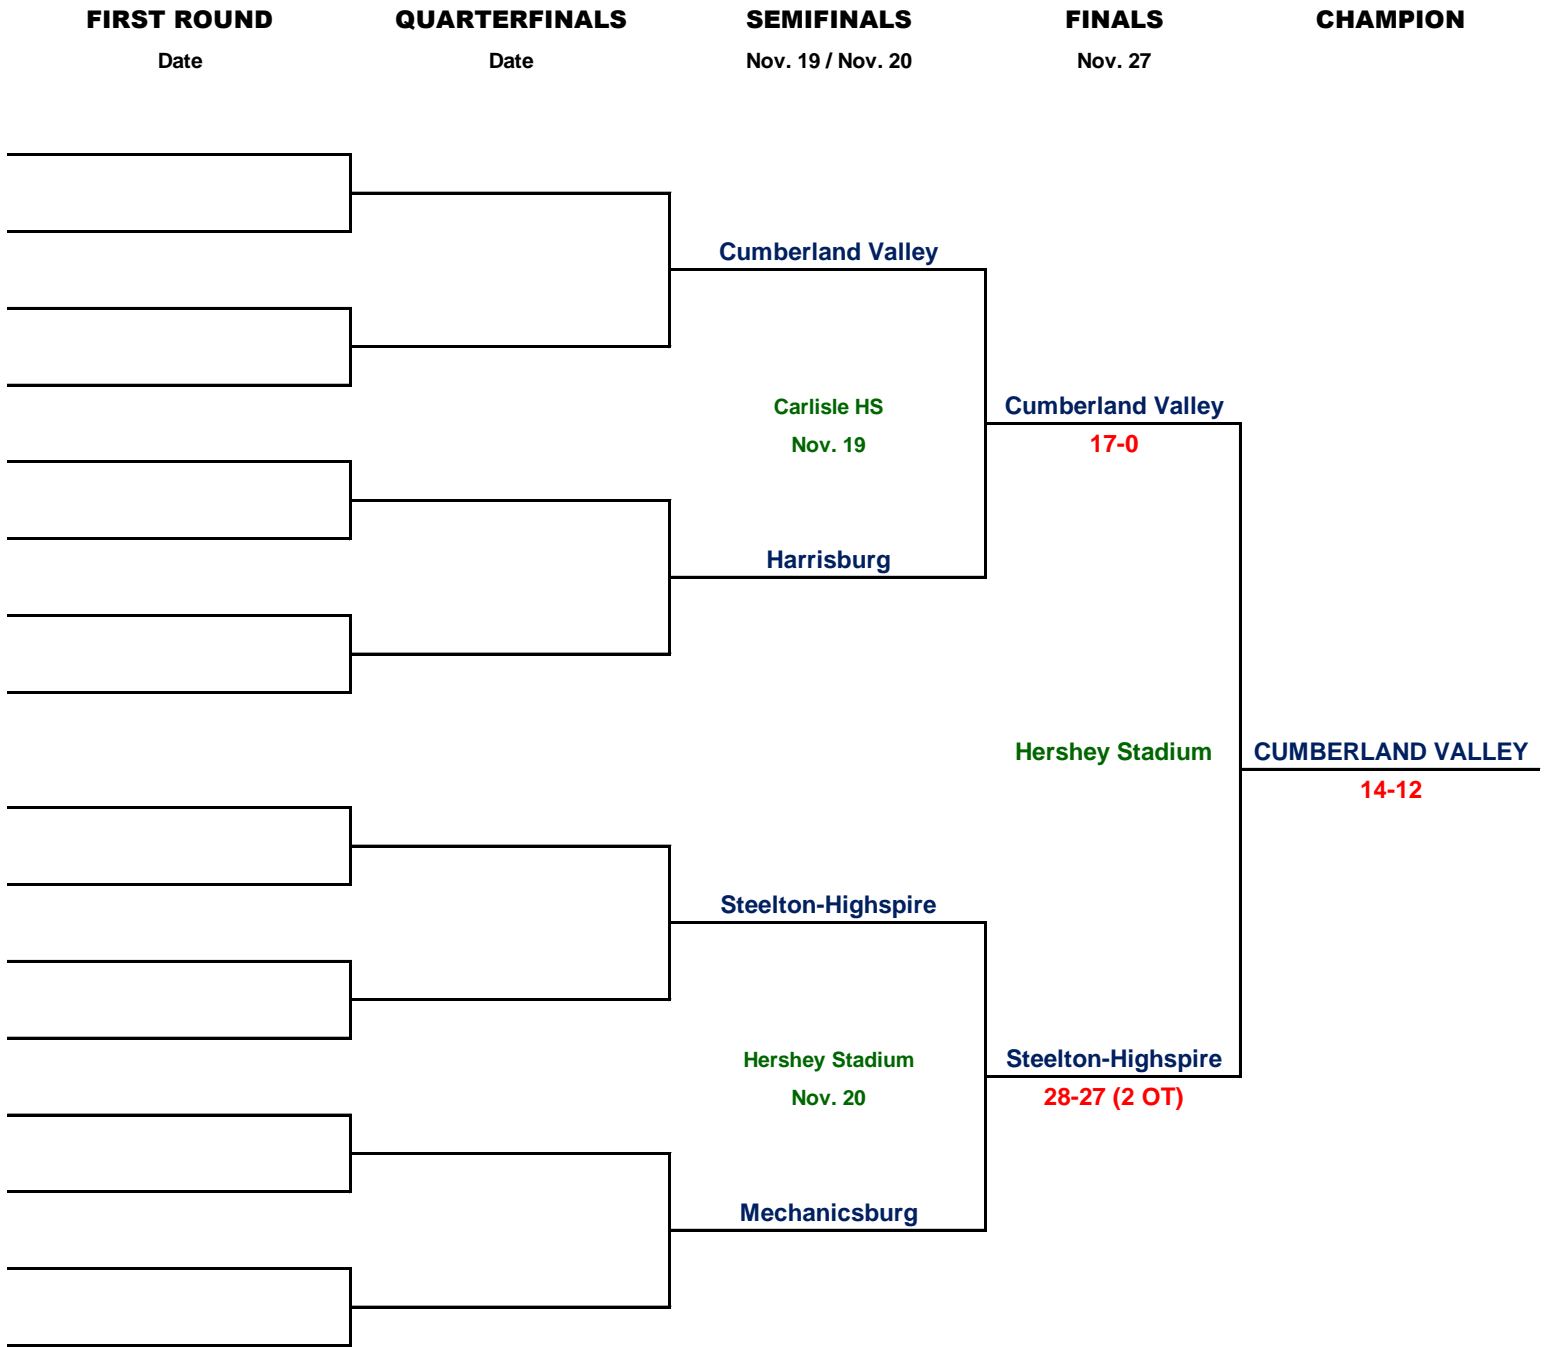 FIRST ROUND
QUARTERFINALS
SEMIFINALS
FINALS
CHAMPION
Date
Date
Nov. 19 / Nov. 20
Nov. 27
Cumberland Valley
Carlisle HS
Nov. 19
Cumberland Valley
17-0
Harrisburg
Hershey Stadium
CUMBERLAND VALLEY
14-12
Steelton-Highspire
Hershey Stadium
Nov. 20
Steelton-Highspire
28-27 (2 OT)
Mechanicsburg